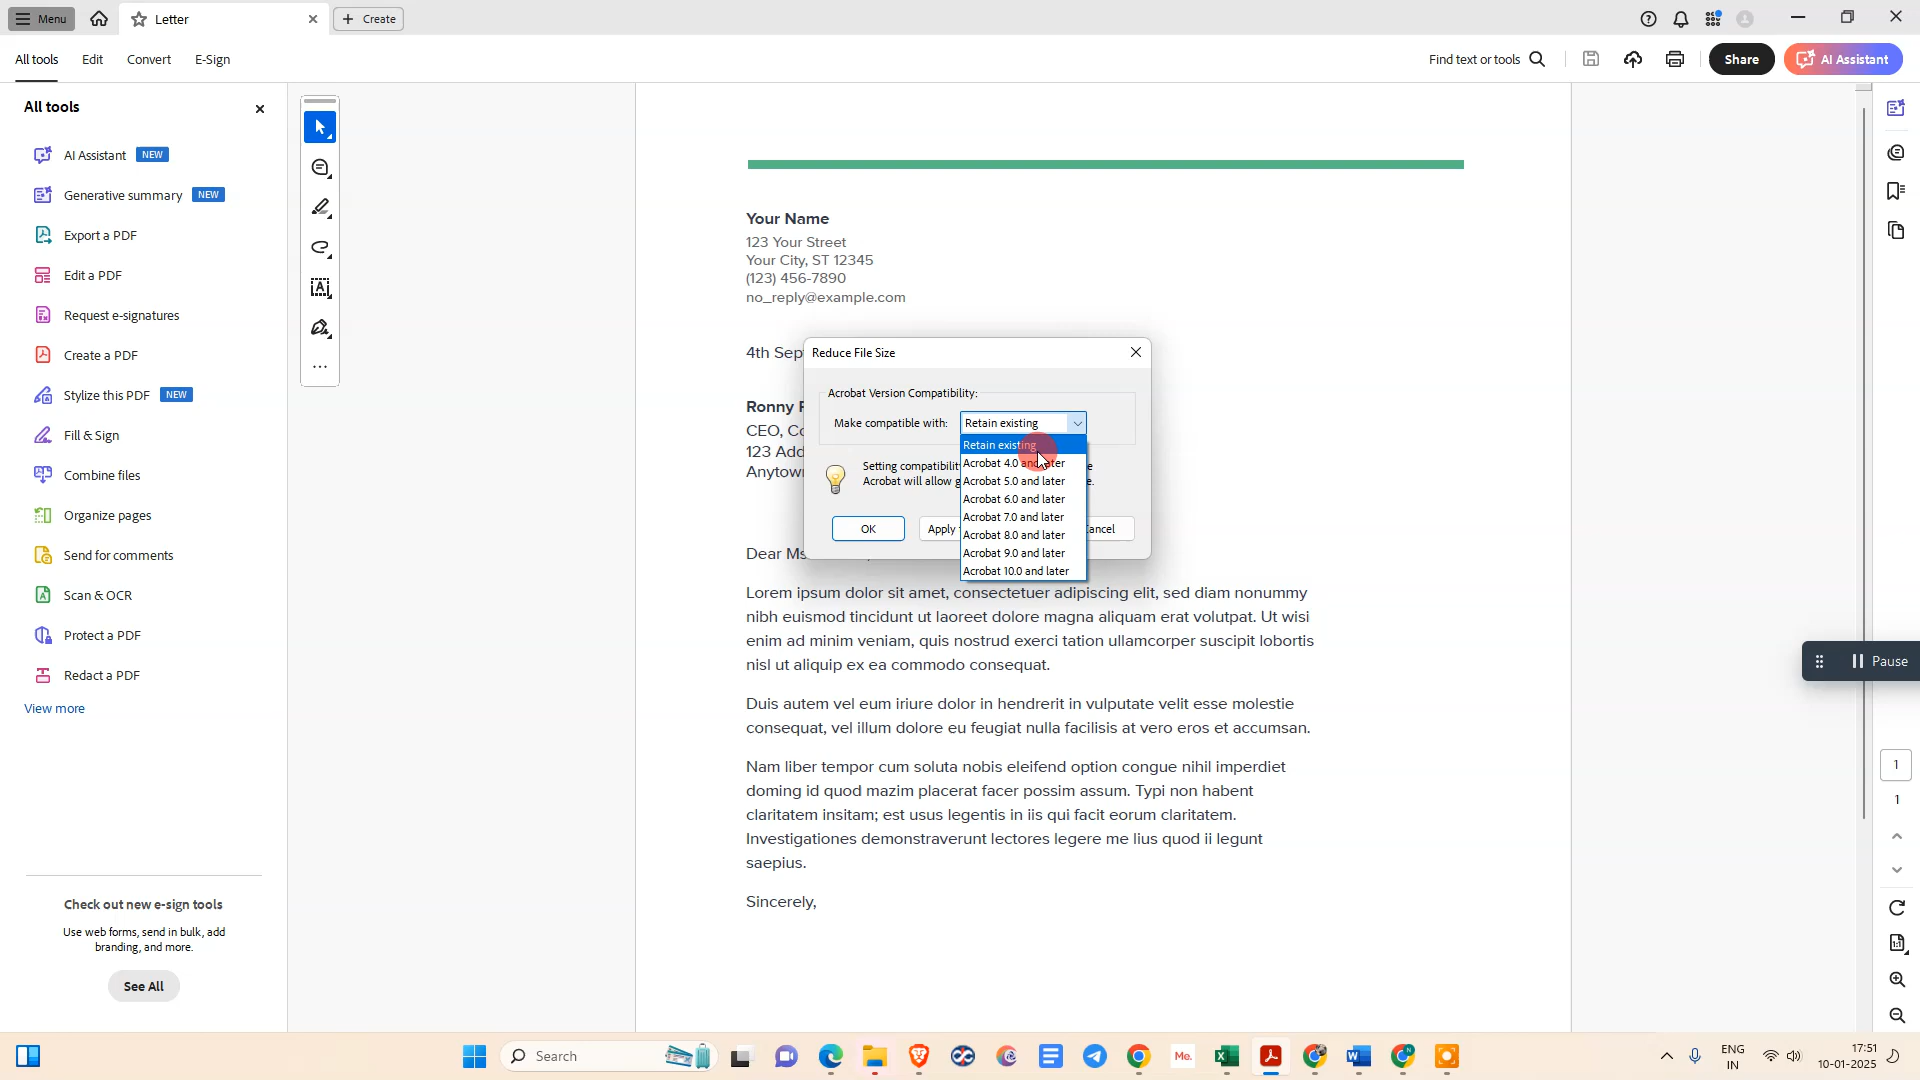 Menu
Letter
Create
All tools
Edit
Convert
E-Sign
Find text or tools
Share
AI Assistant
All tools
AI Assistant NEW
Generative summary NEW
Export a PDF
Edit a PDF
Request e-signatures
Create a PDF
Stylize this PDF NEW
Fill & Sign
Combine files
Organize pages
Send for comments
Scan & OCR
Protect a PDF
Redact a PDF
View more
Check out new e-sign tools
Use web forms, send in bulk, add
branding, and more.
See All
Your Name
123 Your Street
Your City, ST 12345
(123) 456-7890
no_reply@example.com
4th Sep
Ronny
CEO,
123 Add
Anytow
Dear Ms
Reduce File Size
Acrobat Version Compatibility:
Make compatible with: Retain existing
Retain existing
Acrobat 4.0 and later
Acrobat 5.0 and later
Acrobat 6.0 and later
Acrobat 7.0 and later
Acrobat 8.0 and later
Acrobat 9.0 and later
Acrobat 10.0 and later
Setting compatibilit
Acrobat will allow
OK
Apply
ancel
Lorem ipsum dolor sit amet, consectetuer adipiscing elit, sed diam nonummy
nibh euismod tincidunt ut laoreet dolore magna aliquam erat volutpat. Ut wisi
enim ad minim veniam, quis nostrud exerci tation ullamcorper suscipit lobortis
nisl ut aliquip ex ea commodo consequat.
Duis autem vel eum iriure dolor in hendrerit in vulputate velit esse molestie
consequat, vel illum dolore eu feugiat nulla facilisis at vero eros et accumsan.
Nam liber tempor cum soluta nobis eleifend option congue nihil imperdiet
doming id quod mazim placerat facer possim assum. Typi non habent
claritatem insitam; est usus legentis in iis qui facit eorum claritatem.
Investigationes demonstraverunt lectores legere me lius quod ii legunt
saepius.
Sincerely,
Pause
1
1
Search
Me.
ENG
IN
17:51
10-01-2025